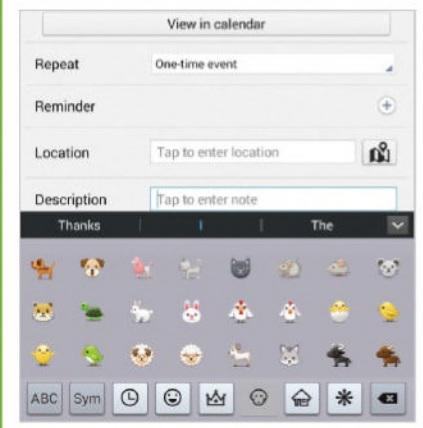 View in calendar
Repeat One-time event
Reminder
Location Tap to enter location
Description Tap to enter note
Thanks I The
ABC Sym